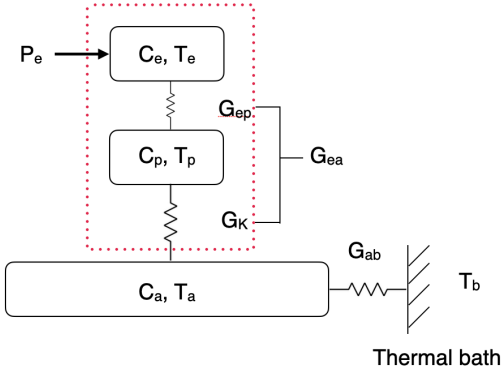 Pe
Ce, Te
Gep
Cp, Tp
Gea
GK
Gab
Ca, Ta
Tb
Thermal bath